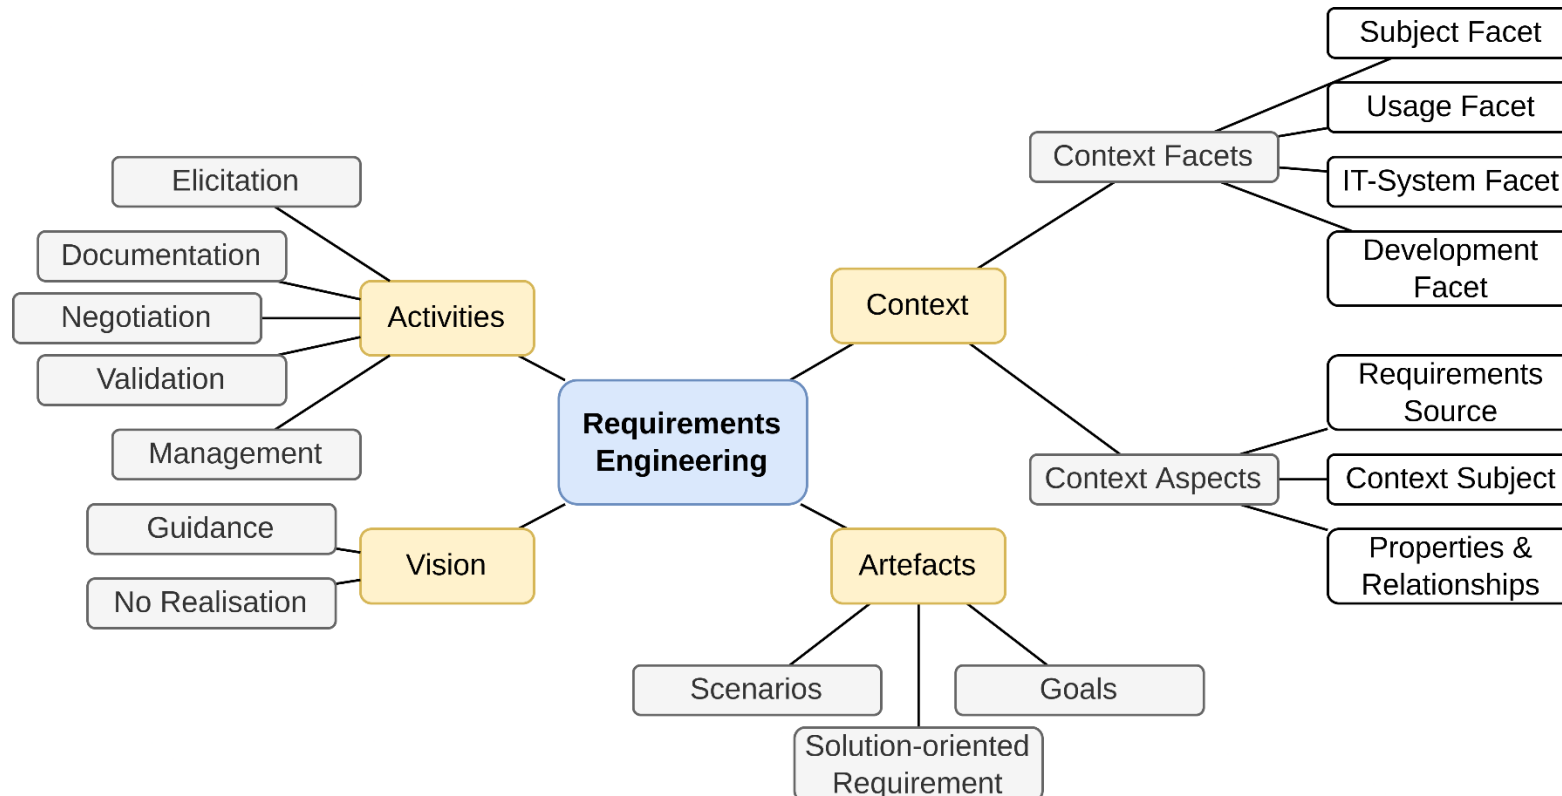 Subject Facet
Usage Facet
Context Facets
Elicitation
IT-System Facet
Documentation
Development
Facet
Negotiation
Activities
Context
Validation
Requirements
Source
Requirements
Engineering
Management
Context Aspects
Context Subject
Guidance
Vision
Artefacts
Properties &
Relationships
No Realisation
Scenarios
Goals
Solution-oriented
Requirement